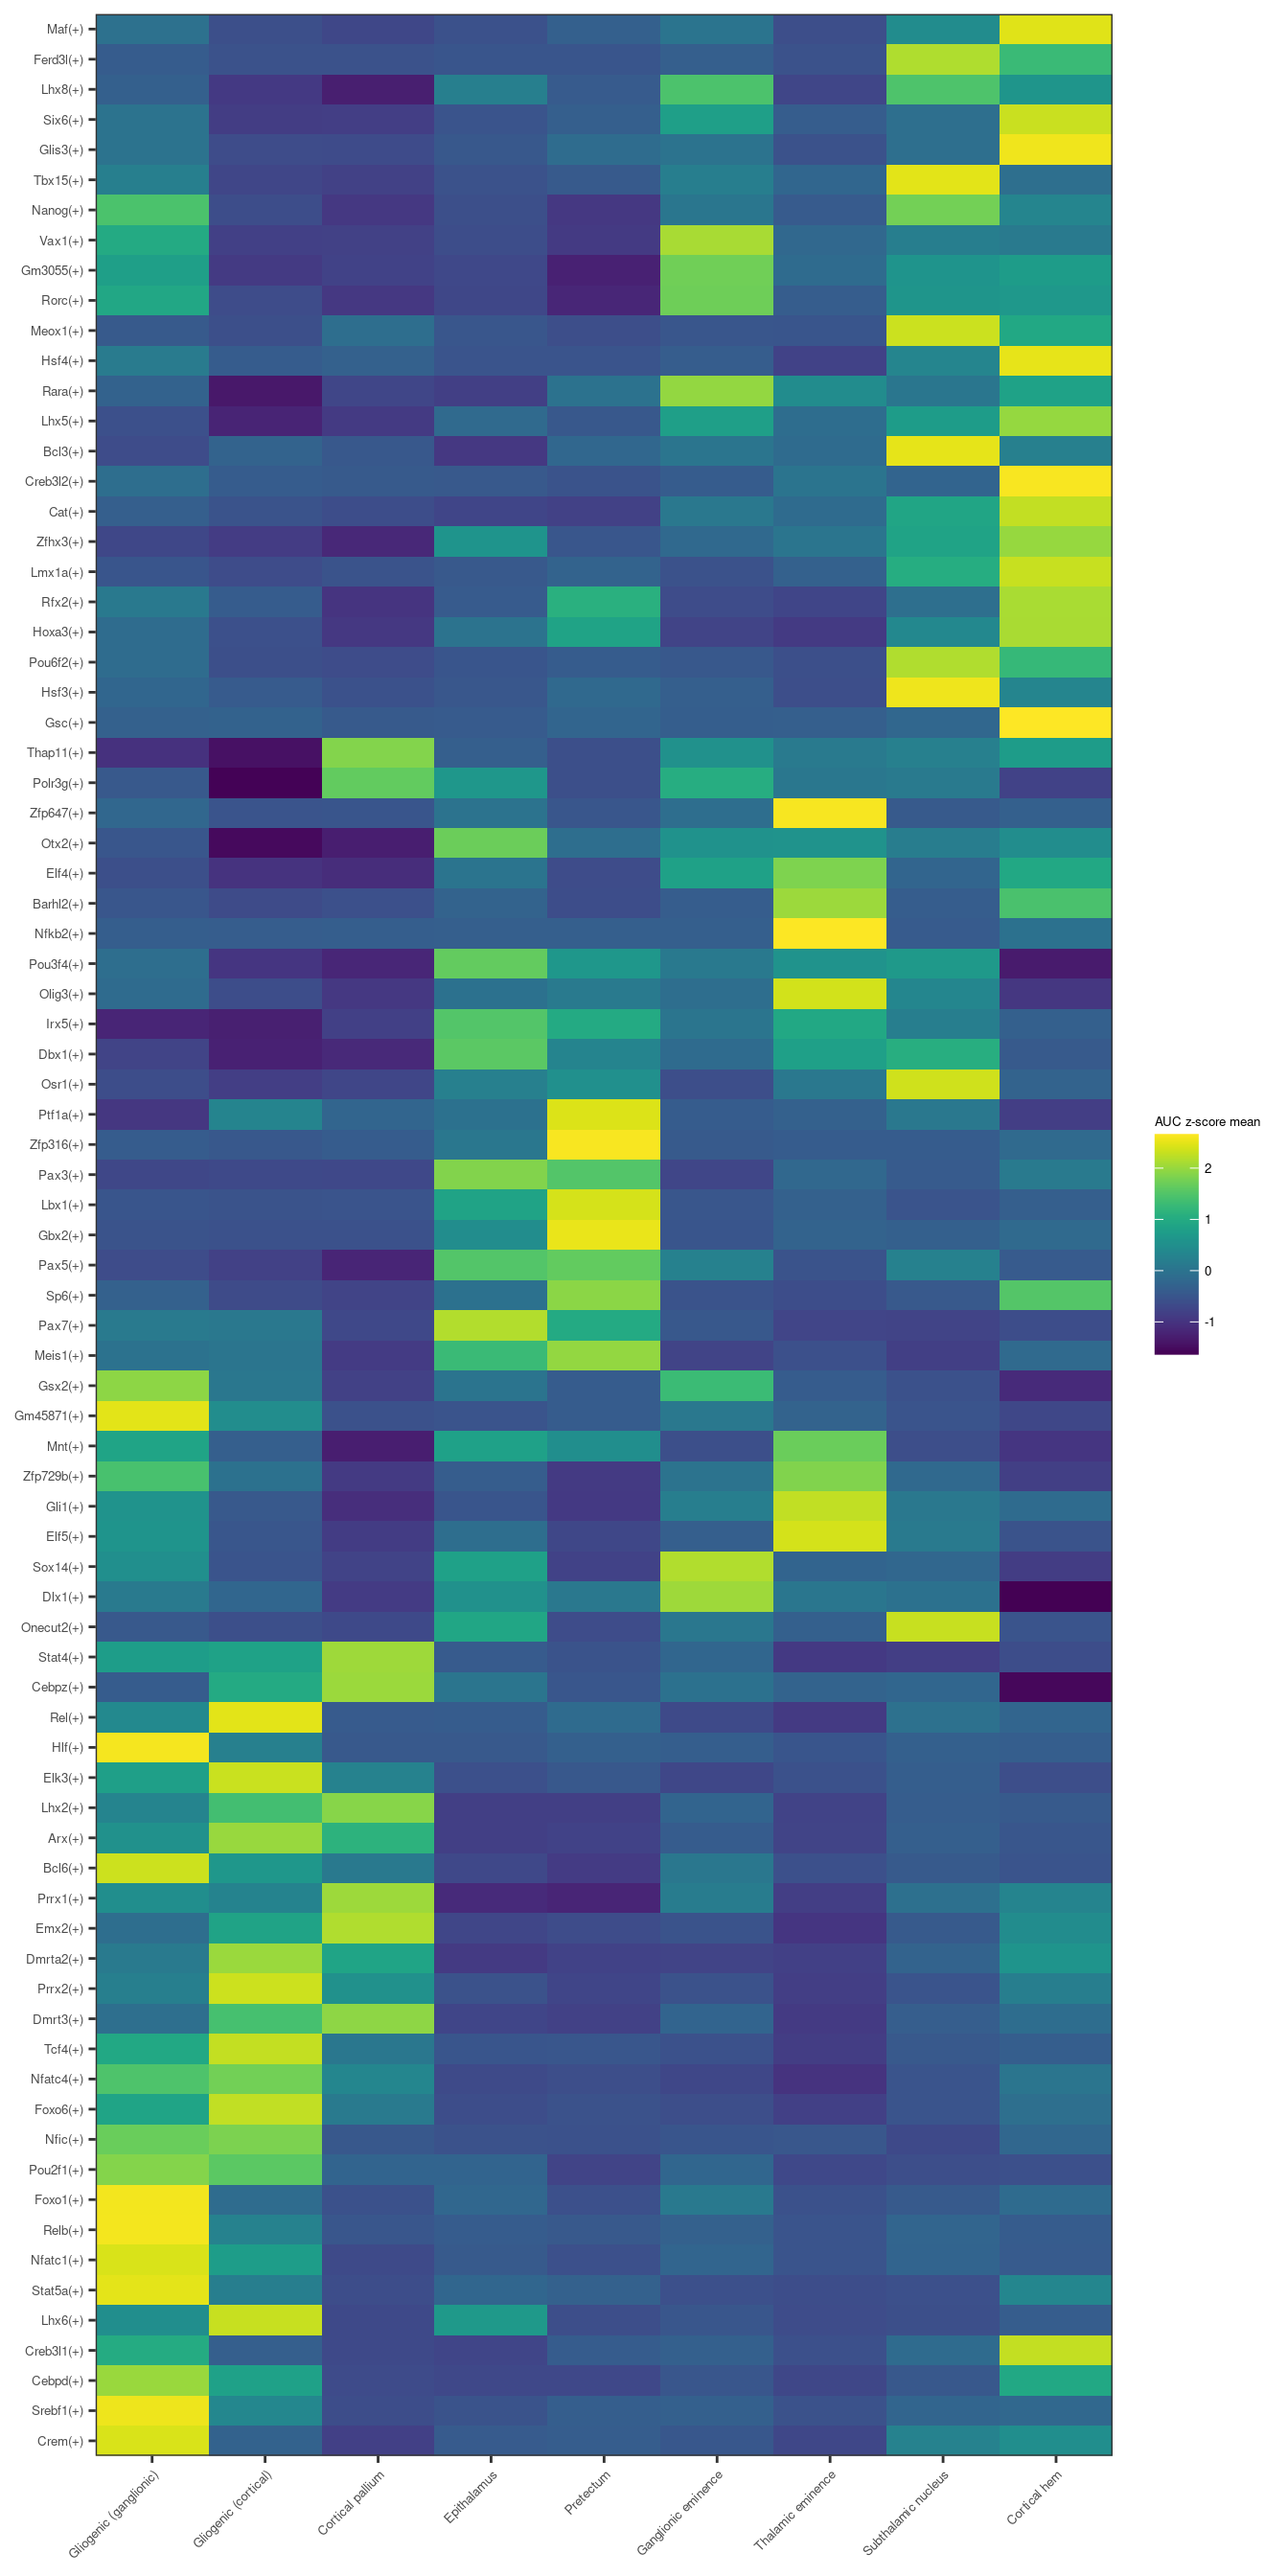 Maf(+)
Ferd3l(+)
Lhx8(+)
Six6(+)
Glis3(+)
Tbx15(+)
Nanog(+)
Vax1(+)
Gm3055(+)
Rorc(+)
Meox1(+)
Hsf4(+)
Rara(+)
Lhx5(+)
Bcl3(+)
Creb3l2(+)
Cat(+)
Zfhx3(+)
Lmx1a(+)
Rfx2(+)
Hoxa3(+)
Pou6f2(+)
Hsf3(+)
Gsc(+)
Thap11(+)
Polr3g(+)
Zfp647(+)
Otx2(+)
Elf4(+)
Barhl2(+)
Nfkb2(+)
Pou3f4(+)
Olig3(+)
Irx5(+)
Dbx1(+)
Osr1(+)
Ptf1a(+)
Zfp316(+)
Pax3(+)
Lbx1(+)
Gbx2(+)
Pax5(+)
Sp6(+)
Pax7(+)
Meis1(+)
Gsx2(+)
Gm45871(+)
Mnt(+)
Zfp729b(+)
Gli1(+)
Elf5(+)
Sox14(+)
Dlx1(+)
Onecut2(+)
Stat4(+)
Cebpz(+)
Rel(+)
Hlf(+)
Elk3(+)
Lhx2(+)
Arx(+)
Bcl6(+)
Prrx1(+)
Emx2(+)
Dmrta2(+)
Prrx2(+)
Dmrt3(+)
Tcf4(+)
Nfatc4(+)
Foxo6(+)
Nfic(+)
Pou2f1(+)
Foxo1(+)
Relb(+)
Nfatc1(+)
Stat5a(+)
Lhx6(+)
Creb3l1(+)
Cebpd(+)
Srebf1(+)
Crem(+)
Gliogenic (ganglionic)
Gliogenic (cortical)
Cortical pallium
Epithalamus
Pretectum
Ganglionic eminence
Thalamic eminence
Subthalamic nucleus
Cortical hem
AUC z-score mean
2
1
0
-1